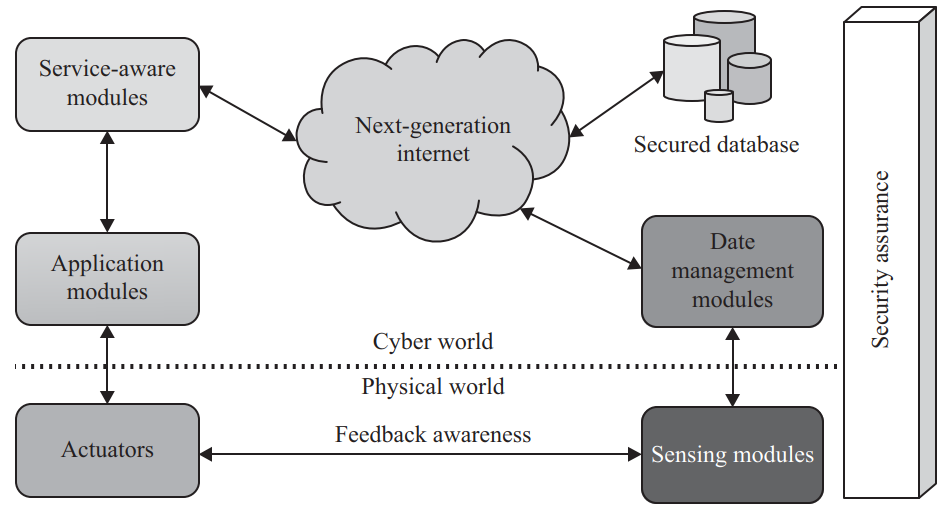 Service-aware
modules
Next-generation
internet
Secured database
Security assurance
Application
modules
Date
management
modules
Cyber world
Physical world
Actuators
Feedback awareness
Sensing modules